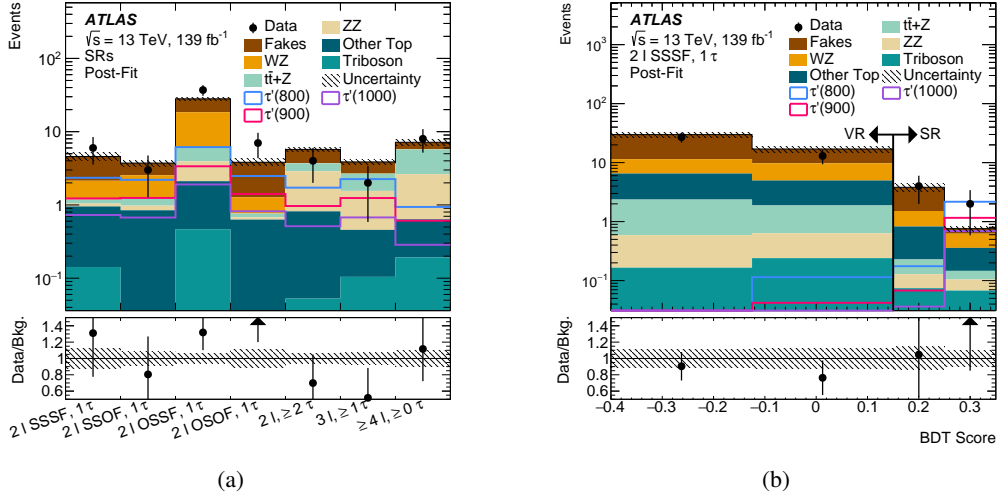 Events
10³
10²
10
1
10⁻¹
ATLAS
√s = 13 TeV, 139 fb⁻¹
SRs
Post-Fit
Data
Fakes
WZ
tt̄+Z
τ'(800)
τ'(900)
ZZ
Other Top
Triboson
Uncertainty
τ'(1000)
Data/Bkg.
1.4
1.2
1
0.8
0.6
2 l SSSF, 1 τ
2 l SSOF, 1 τ
2 l OSSF, 1 τ
2 l OSOF, 1 τ
2 l, ≥ 2 τ
3 l, ≥ 1 τ
≥ 4 l, ≥ 0 τ
(a)
Events
10³
10²
10
1
10⁻¹
ATLAS
√s = 13 TeV, 139 fb⁻¹
2 l SSSF, 1 τ
Post-Fit
Data
Fakes
WZ
Other Top
τ'(800)
τ'(900)
tt̄+Z
ZZ
Triboson
Uncertainty
τ'(1000)
VR
SR
Data/Bkg.
1.4
1.2
1
0.8
0.6
−0.4 −0.3 −0.2 −0.1 0 0.1 0.2 0.3
BDT Score
(b)